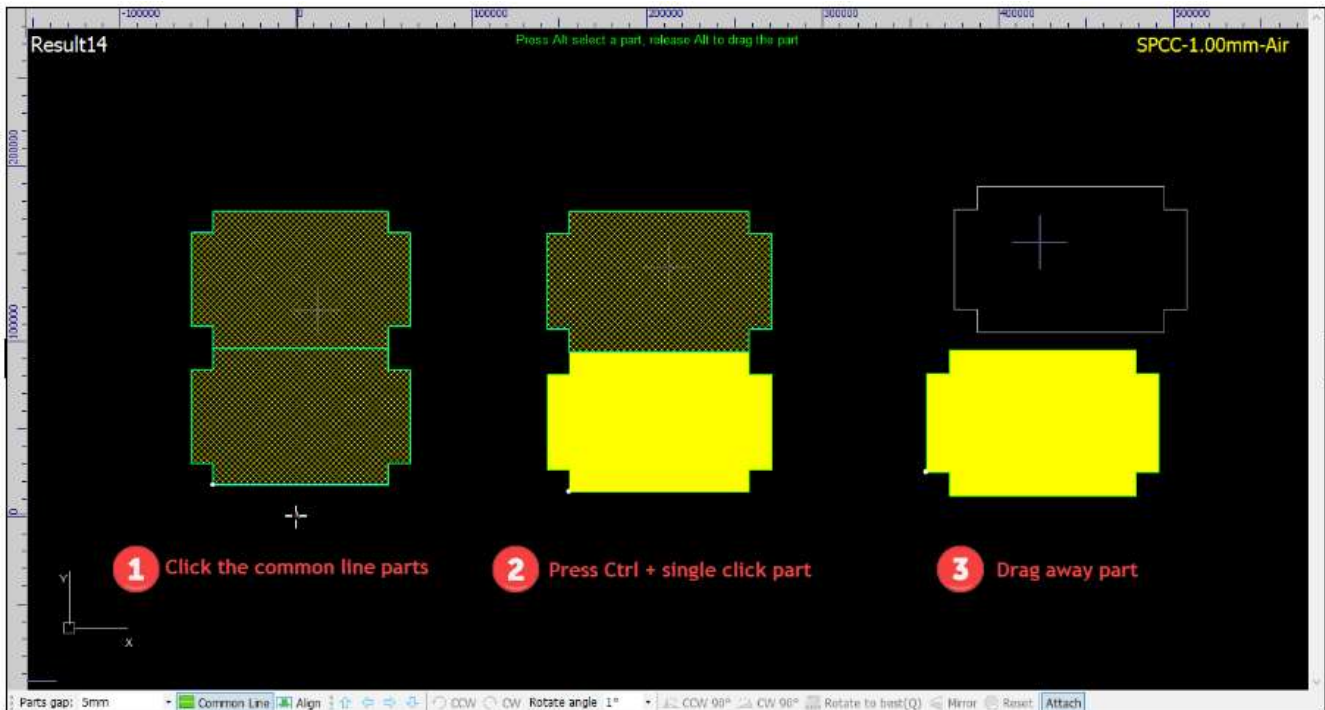 -100000 0 100000 200000 300000 400000 500000
Result14
Press Alt select a part, release Alt to drag the part
SPCC-1.00mm-Air
200000
100000
0
1 Click the common line parts
2 Press Ctrl + single click part
3 Drag away part
Y
X
Parts gap: 5mm Common Line Align CCW CW Rotate angle 1° CCW 90° CW 90° Rotate to best(Q) Mirror Reset Attach